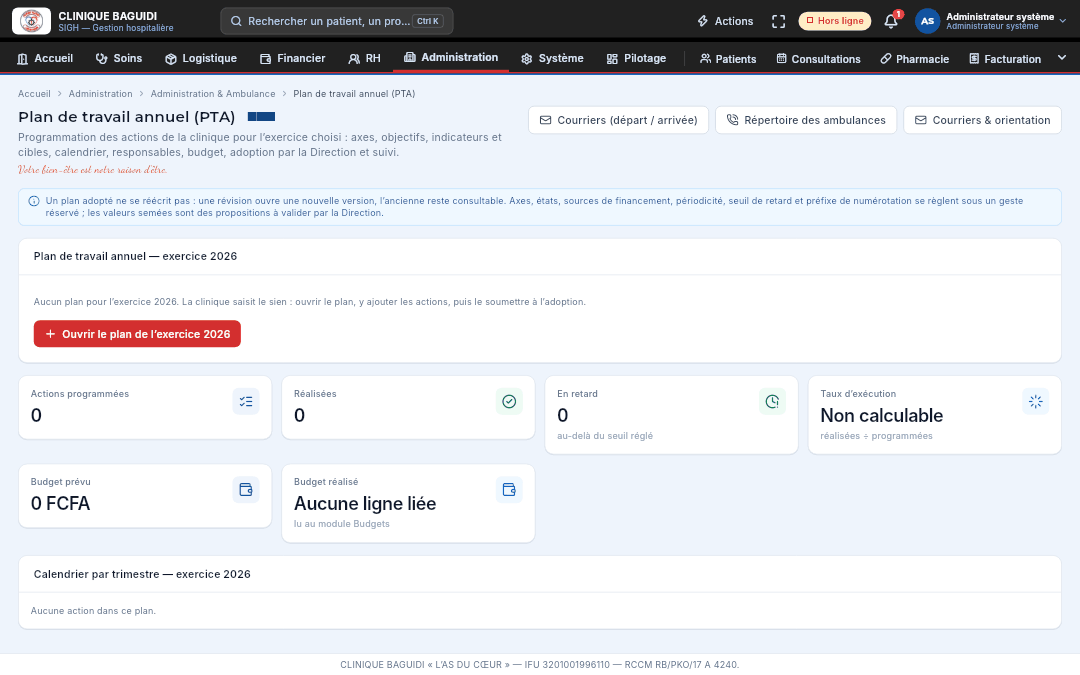 CLINIQUE BAGUIDI
SIGH — Gestion hospitalière
Rechercher un patient, un pro... Ctrl K
Actions
Hors ligne
1
AS
Administrateur système
Administrateur système
Accueil
Soins
Logistique
Financier
RH
Administration
Système
Pilotage
Patients
Consultations
Pharmacie
Facturation
Accueil > Administration > Administration & Ambulance > Plan de travail annuel (PTA)
Plan de travail annuel (PTA)
Programmation des actions de la clinique pour l’exercice choisi : axes, objectifs, indicateurs et
cibles, calendrier, responsables, budget, adoption par la Direction et suivi.
Votre bien-être est notre raison d'être.
Courriers (départ / arrivée)
Répertoire des ambulances
Courriers & orientation
Un plan adopté ne se réécrit pas : une révision ouvre une nouvelle version, l’ancienne reste consultable. Axes, états, sources de financement, périodicité, seuil de retard et préfixe de numérotation se règlent sous un geste
réservé ; les valeurs semées sont des propositions à valider par la Direction.
Plan de travail annuel — exercice 2026
Aucun plan pour l’exercice 2026. La clinique saisit le sien : ouvrir le plan, y ajouter les actions, puis le soumettre à l’adoption.
+ Ouvrir le plan de l’exercice 2026
Actions programmées
0
Réalisées
0
En retard
0
au-delà du seuil réglé
Taux d’exécution
Non calculable
réalisées ÷ programmées
Budget prévu
0 FCFA
Budget réalisé
Aucune ligne liée
lu au module Budgets
Calendrier par trimestre — exercice 2026
Aucune action dans ce plan.
CLINIQUE BAGUIDI « L’AS DU CŒUR » — IFU 3201001996110 — RCCM RB/PKO/17 A 4240.